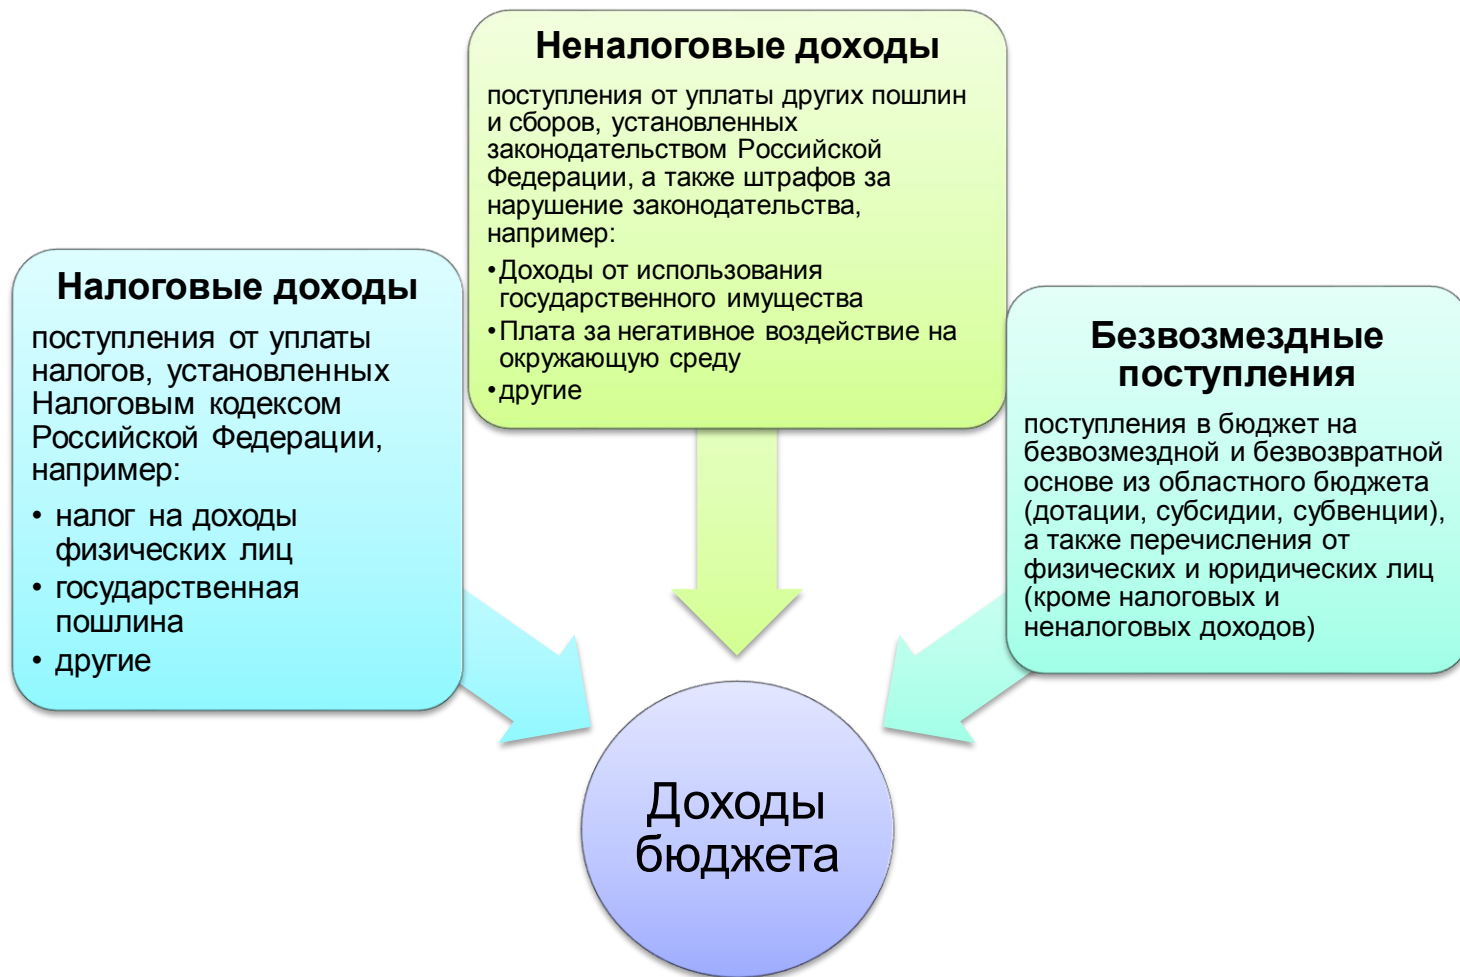 Неналоговые доходы
поступления от уплаты других пошлин
и сборов, установленных
законодательством Российской
Федерации, а также штрафов за
нарушение законодательства,
например:
•Доходы от использования
государственного имущества
•Плата за негативное воздействие на
окружающую среду
•другие
Налоговые доходы
поступления от уплаты
налогов, установленных
Налоговым кодексом
Российской Федерации,
например:
• налог на доходы
физических лиц
• государственная
пошлина
• другие
Безвозмездные
поступления
поступления в бюджет на
безвозмездной и безвозвратной
основе из областного бюджета
(дотации, субсидии, субвенции),
а также перечисления от
физических и юридических лиц
(кроме налоговых и
неналоговых доходов)
Доходы
бюджета